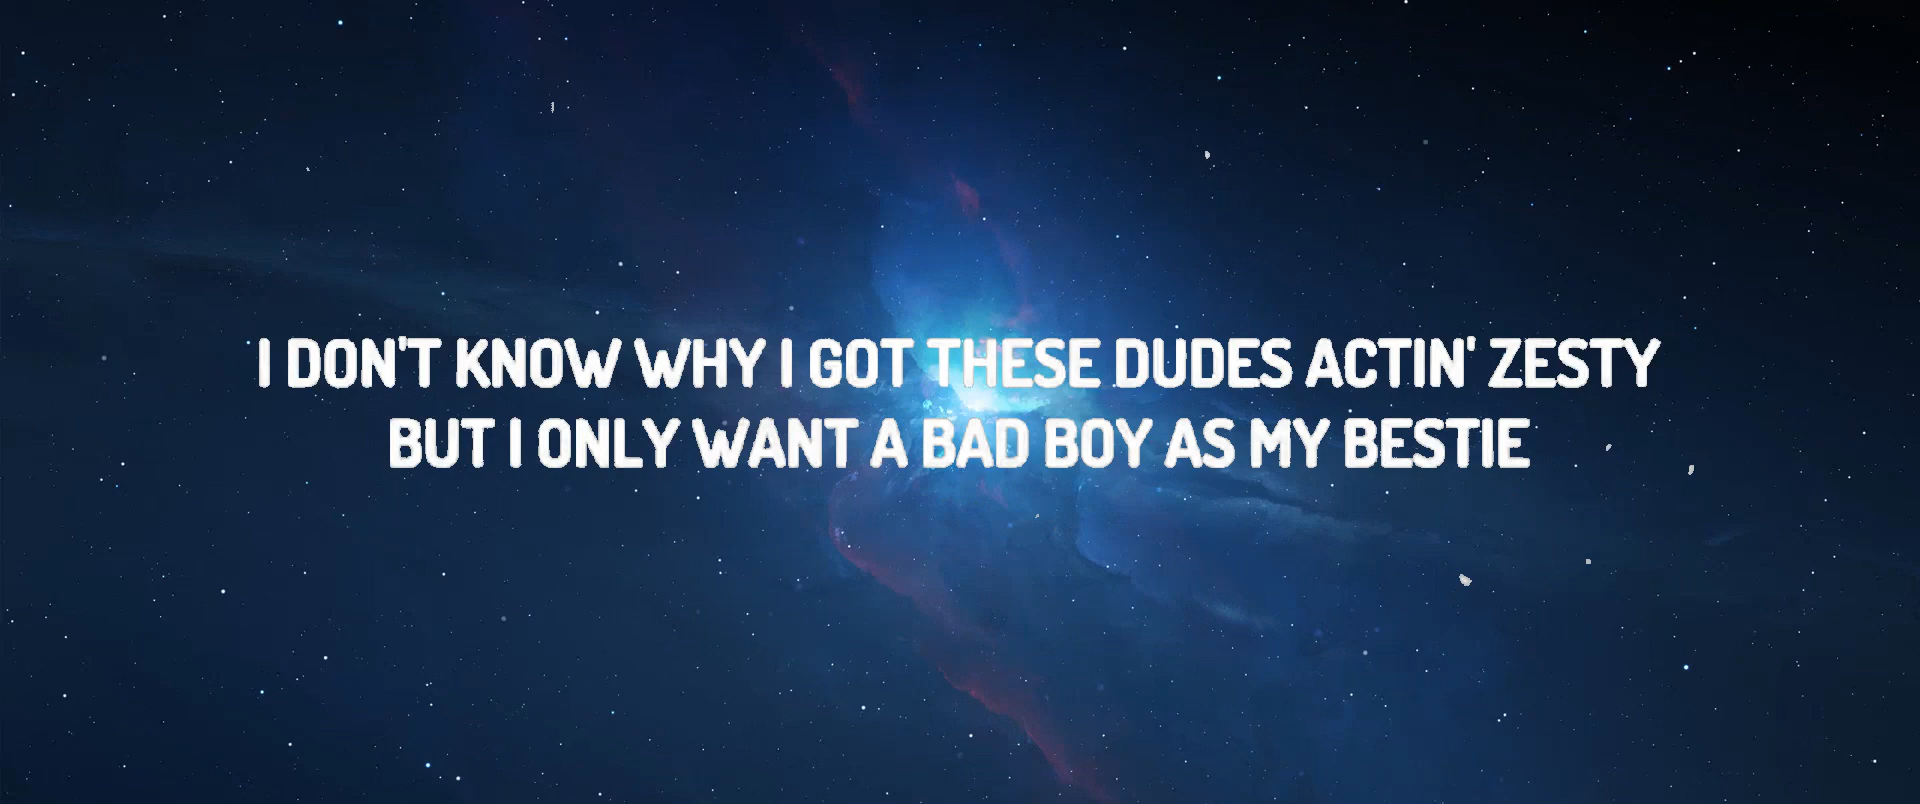 I DON'T KNOW WHY I GOT THESE DUDES ACTIN' ZESTY
BUT I ONLY WANT A BAD BOY AS MY BESTIE